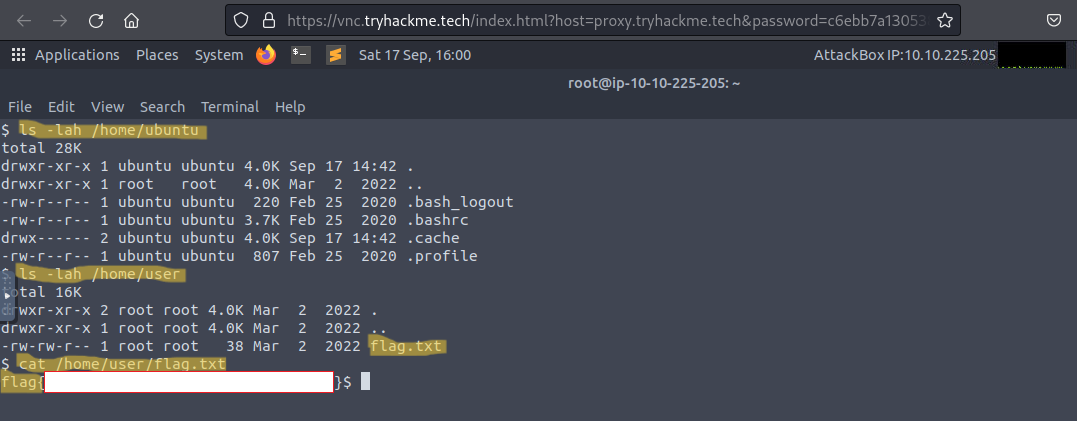 https://vnc.tryhackme.tech/index.html?host=proxy.tryhackme.tech&password=c6ebb7a13053
Applications Places System Sat 17 Sep, 16:00 AttackBox IP:10.10.225.205
root@ip-10-10-225-205: ~
File Edit View Search Terminal Help
$ ls -lah /home/ubuntu
total 28K
drwxr-xr-x 1 ubuntu ubuntu 4.0K Sep 17 14:42 .
drwxr-xr-x 1 root   root   4.0K Mar  2  2022 ..
-rw-r--r-- 1 ubuntu ubuntu  220 Feb 25  2020 .bash_logout
-rw-r--r-- 1 ubuntu ubuntu 3.7K Feb 25  2020 .bashrc
drwx------ 2 ubuntu ubuntu 4.0K Sep 17 14:42 .cache
-rw-r--r-- 1 ubuntu ubuntu  807 Feb 25  2020 .profile
$ ls -lah /home/user
total 16K
drwxr-xr-x 2 root root 4.0K Mar  2  2022 .
drwxr-xr-x 1 root root 4.0K Mar  2  2022 ..
-rw-rw-r-- 1 root root   38 Mar  2  2022 flag.txt
$ cat /home/user/flag.txt
flag{ }$